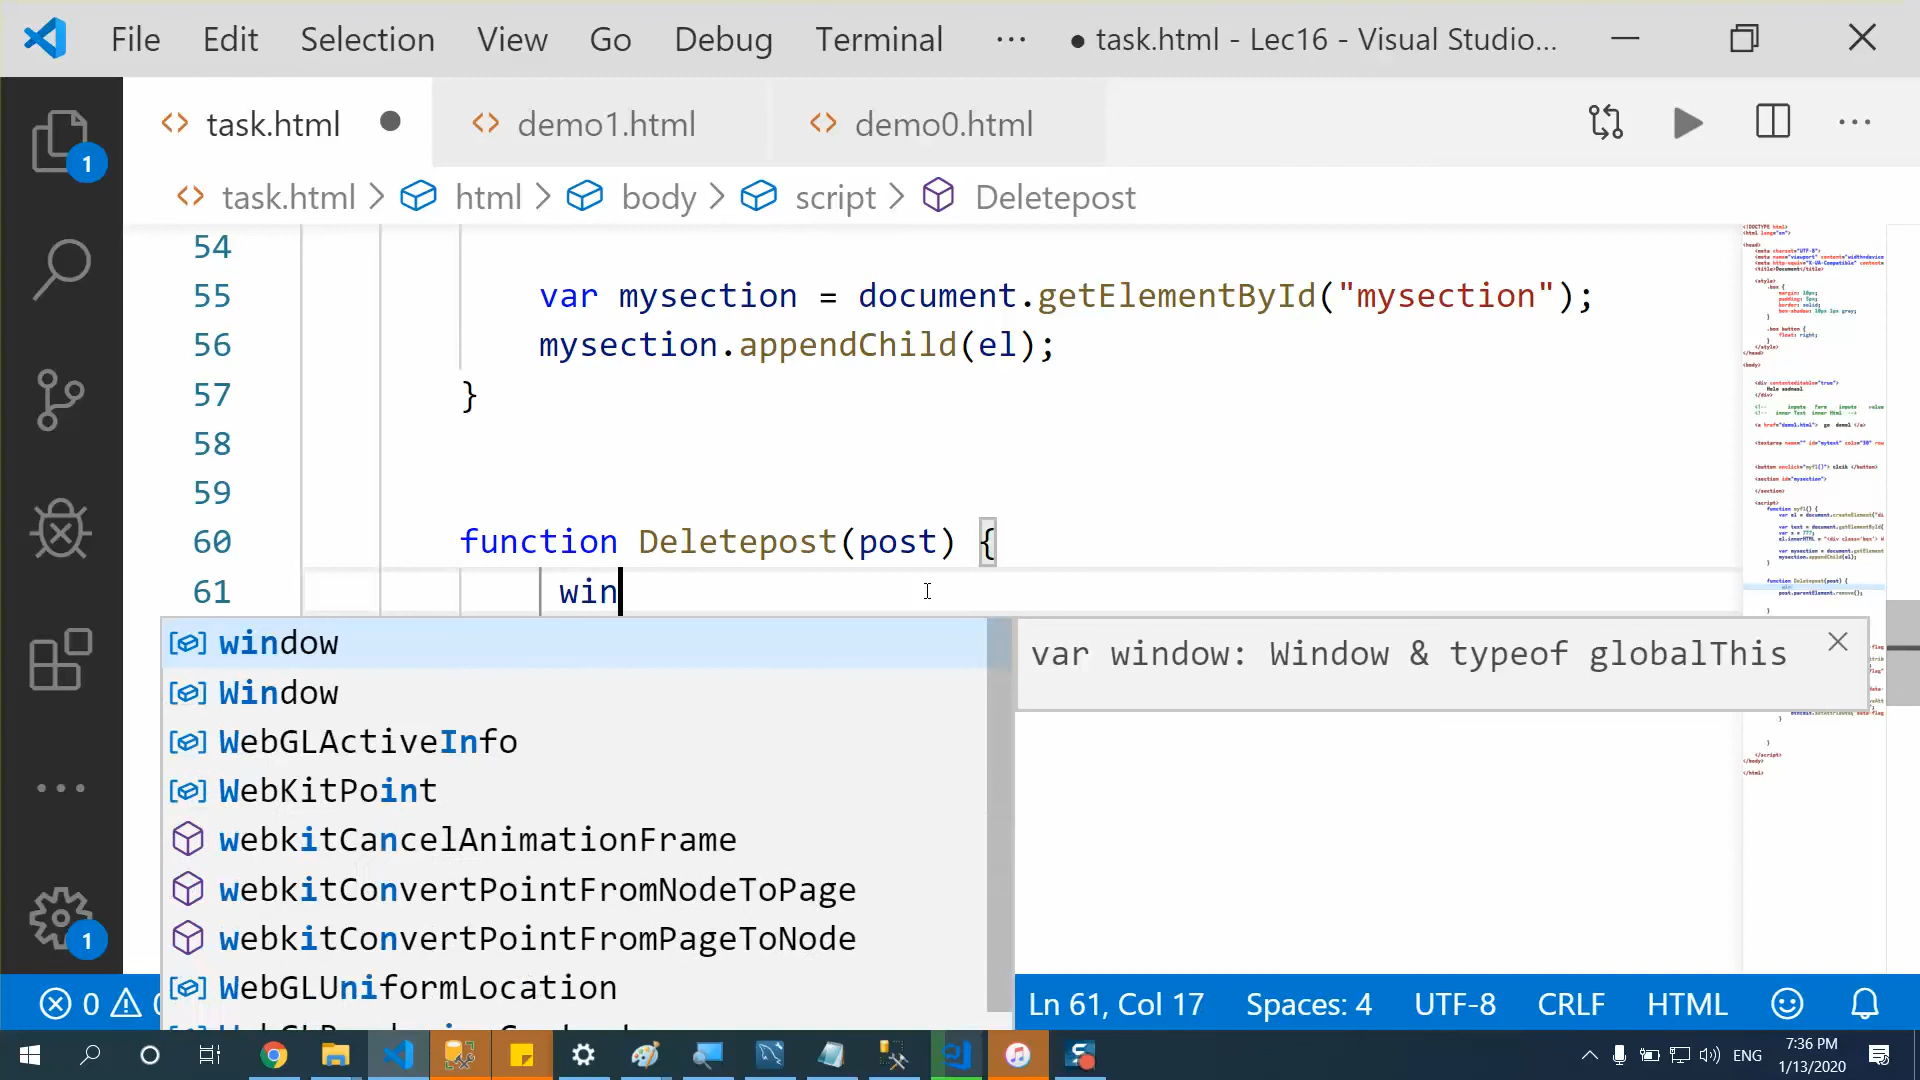 File Edit Selection View Go Debug Terminal ··· ● task.html - Lec16 - Visual Studio...
task.html ● demo1.html demo0.html ···
task.html > html > body > script > Deletepost
54
55 var mysection = document.getElementById("mysection");
56 mysection.appendChild(el);
57 }
58
59
60 function Deletepost(post) {
61 win
window
var window: Window & typeof globalThis
Window
WebGLActiveInfo
WebKitPoint
webkitCancelAnimationFrame
webkitConvertPointFromNodeToPage
webkitConvertPointFromPageToNode
WebGLUniformLocation
1
1
0
Ln 61, Col 17 Spaces: 4 UTF-8 CRLF HTML
ENG
7:36 PM
1/13/2020